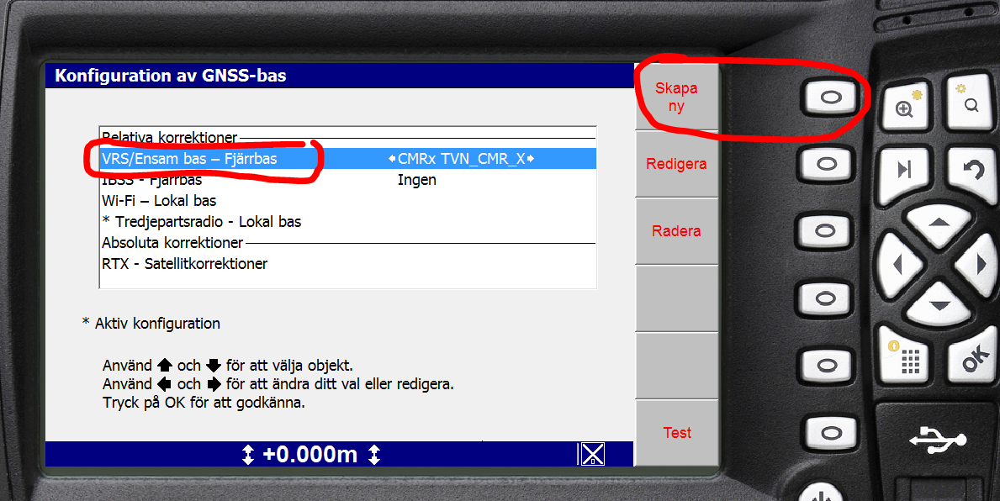 Konfiguration av GNSS-bas
Relativa korrektioner
VRS/Ensam bas – Fjärrbas CMRx TVN_CMR_X
IBSS - Fjärrbas Ingen
Wi-Fi – Lokal bas
* Tredjepartsradio - Lokal bas
Absoluta korrektioner
RTX - Satellitkorrektioner
* Aktiv konfiguration
Använd och för att välja objekt.
Använd och för att ändra ditt val eller redigera.
Tryck på OK för att godkänna.
+0.000m
Skapa
ny
Redigera
Radera
Test
OK